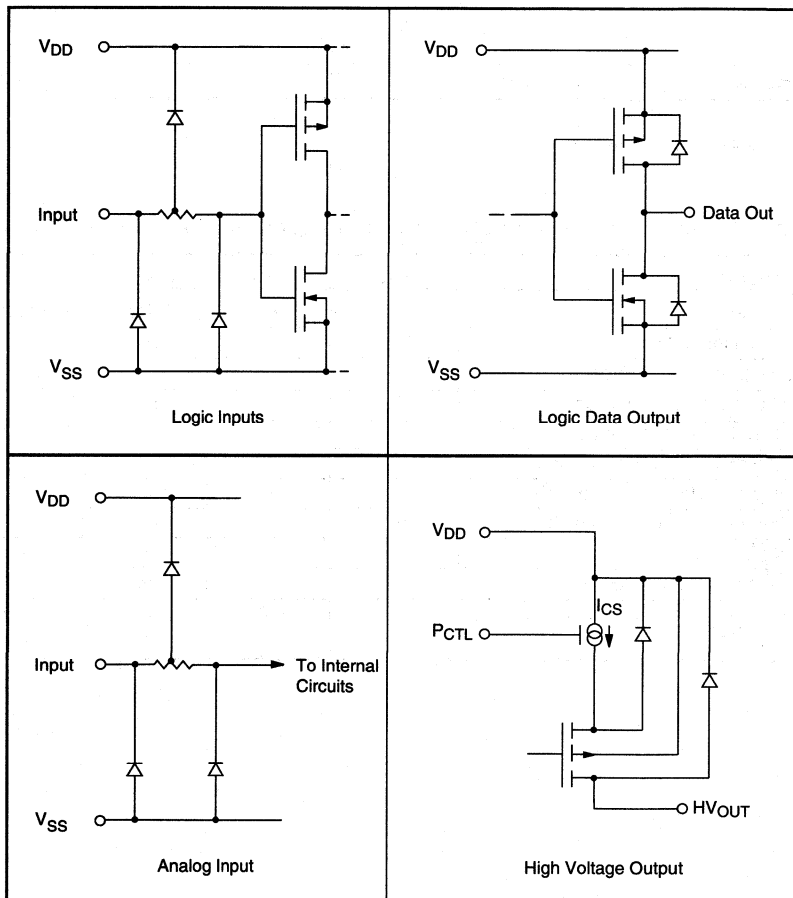 VDD
Input
VSS
Logic Inputs
VDD
Data Out
VSS
Logic Data Output
VDD
Input
To Internal
Circuits
VSS
Analog Input
VDD
ICS
PCTL
HVOUT
High Voltage Output